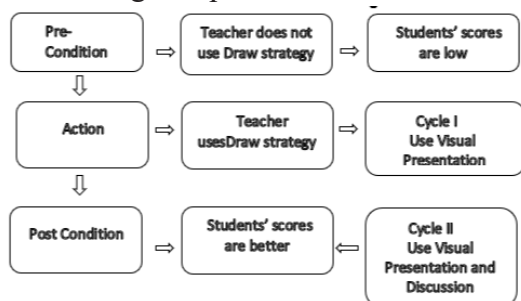 Pre-
Condition
Teacher does not
use Draw strategy
Students' scores
are low
Action
Teacher
usesDraw strategy
Cycle I
Use Visual
Presentation
Post Condition
Students' scores
are better
Cycle II
Use Visual
Presentation and
Discussion